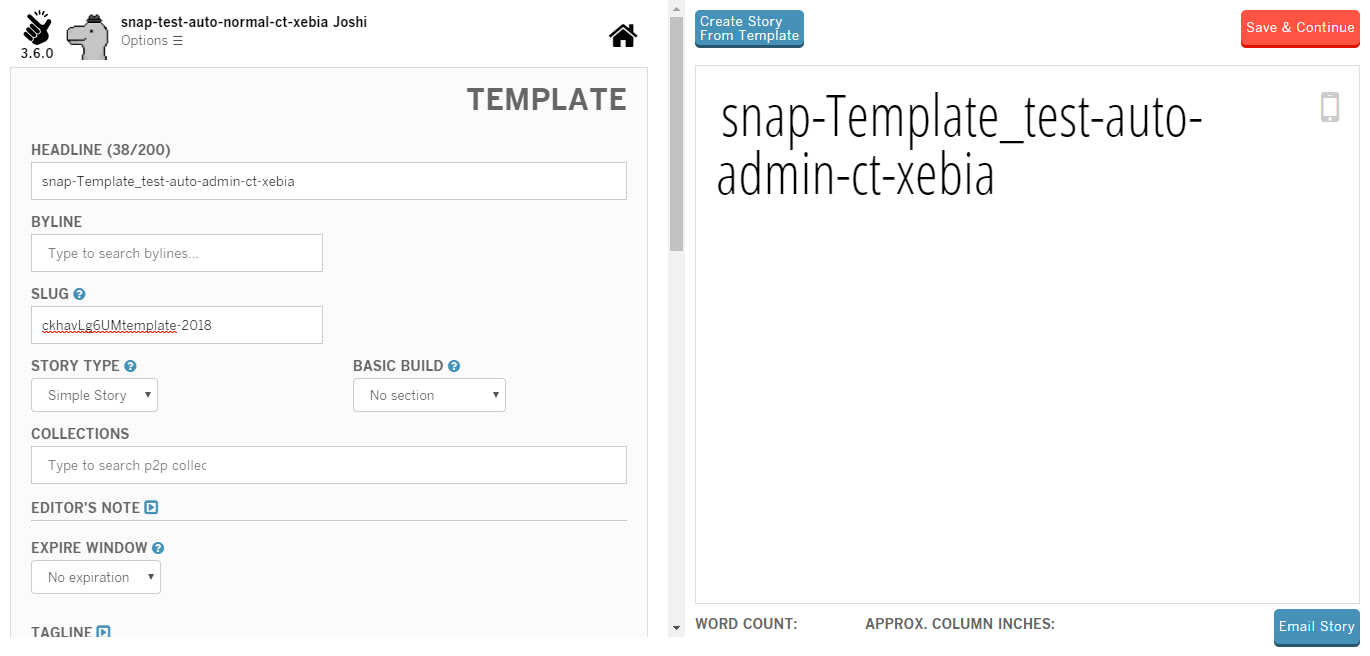 snap-test-auto-normal-ct-xebia Joshi
Options ☰
3.6.0
TEMPLATE
HEADLINE (38/200)
snap-Template_test-auto-admin-ct-xebia
BYLINE
Type to search bylines...
SLUG ?
ckhavLg6UMtemplate-2018
STORY TYPE ?
BASIC BUILD ?
Simple Story ▾
No section ▾
COLLECTIONS
Type to search p2p collec
EDITOR'S NOTE
EXPIRE WINDOW ?
No expiration ▾
TAGLINE
Create Story
From Template
Save & Continue
snap-Template_test-auto-
admin-ct-xebia
WORD COUNT:
APPROX. COLUMN INCHES:
Email Story